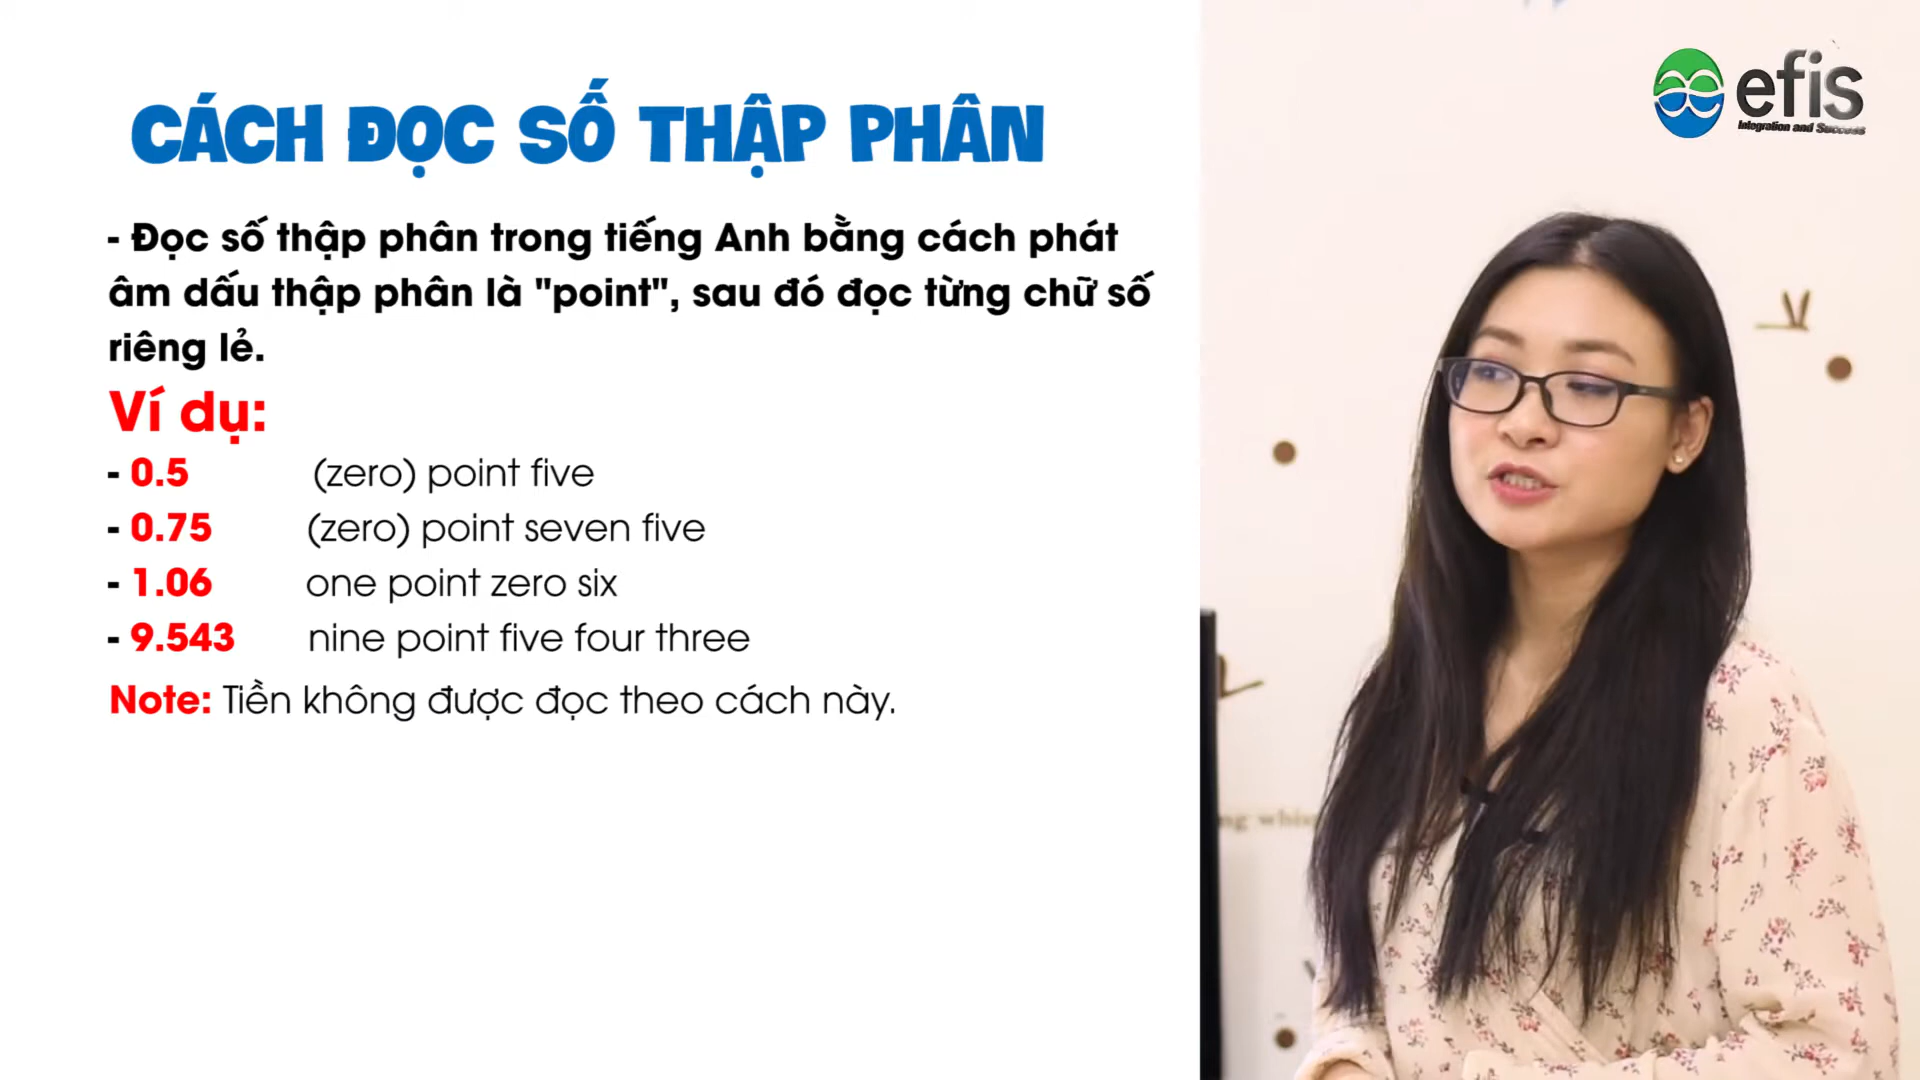 CÁCH ĐỌC SỐ THẬP PHÂN
efis
Integration and Success
- Đọc số thập phân trong tiếng Anh bằng cách phát
âm dấu thập phân là "point", sau đó đọc từng chữ số
riêng lẻ.
Ví dụ:
- 0.5 (zero) point five
- 0.75 (zero) point seven five
- 1.06 one point zero six
- 9.543 nine point five four three
Note: Tiền không được đọc theo cách này.